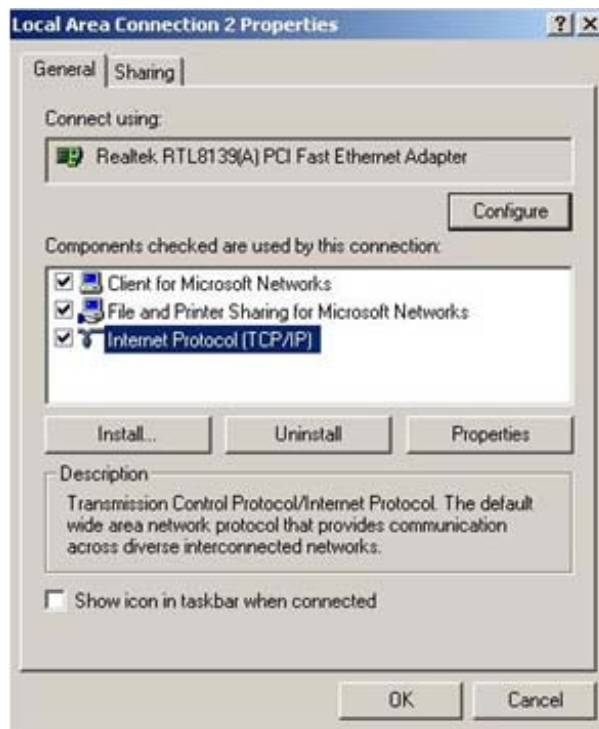 Local Area Connection 2 Properties
General
Sharing
Connect using:
Realtek RTL8139(A) PCI Fast Ethernet Adapter
Configure
Components checked are used by this connection:
Client for Microsoft Networks
File and Printer Sharing for Microsoft Networks
Internet Protocol (TCP/IP)
Install...
Uninstall
Properties
Description
Transmission Control Protocol/Internet Protocol. The default
wide area network protocol that provides communication
across diverse interconnected networks.
Show icon in taskbar when connected
OK
Cancel